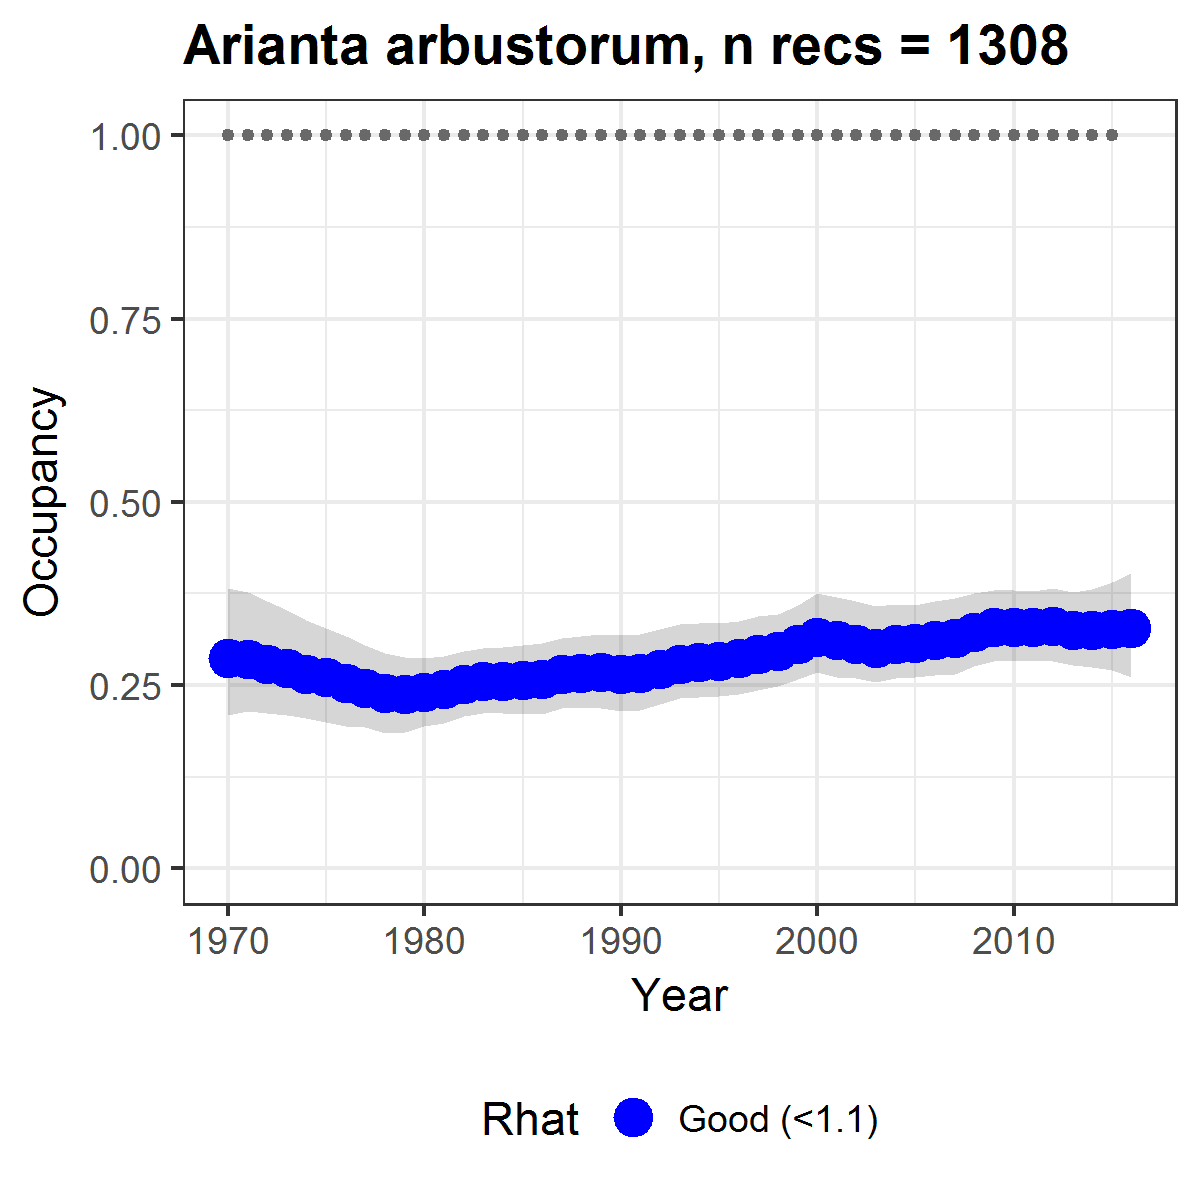 Arianta arbustorum, n recs = 1308
1.00
0.75
0.50
0.25
0.00
Occupancy
1970 1980 1990 2000 2010
Year
Rhat Good (<1.1)